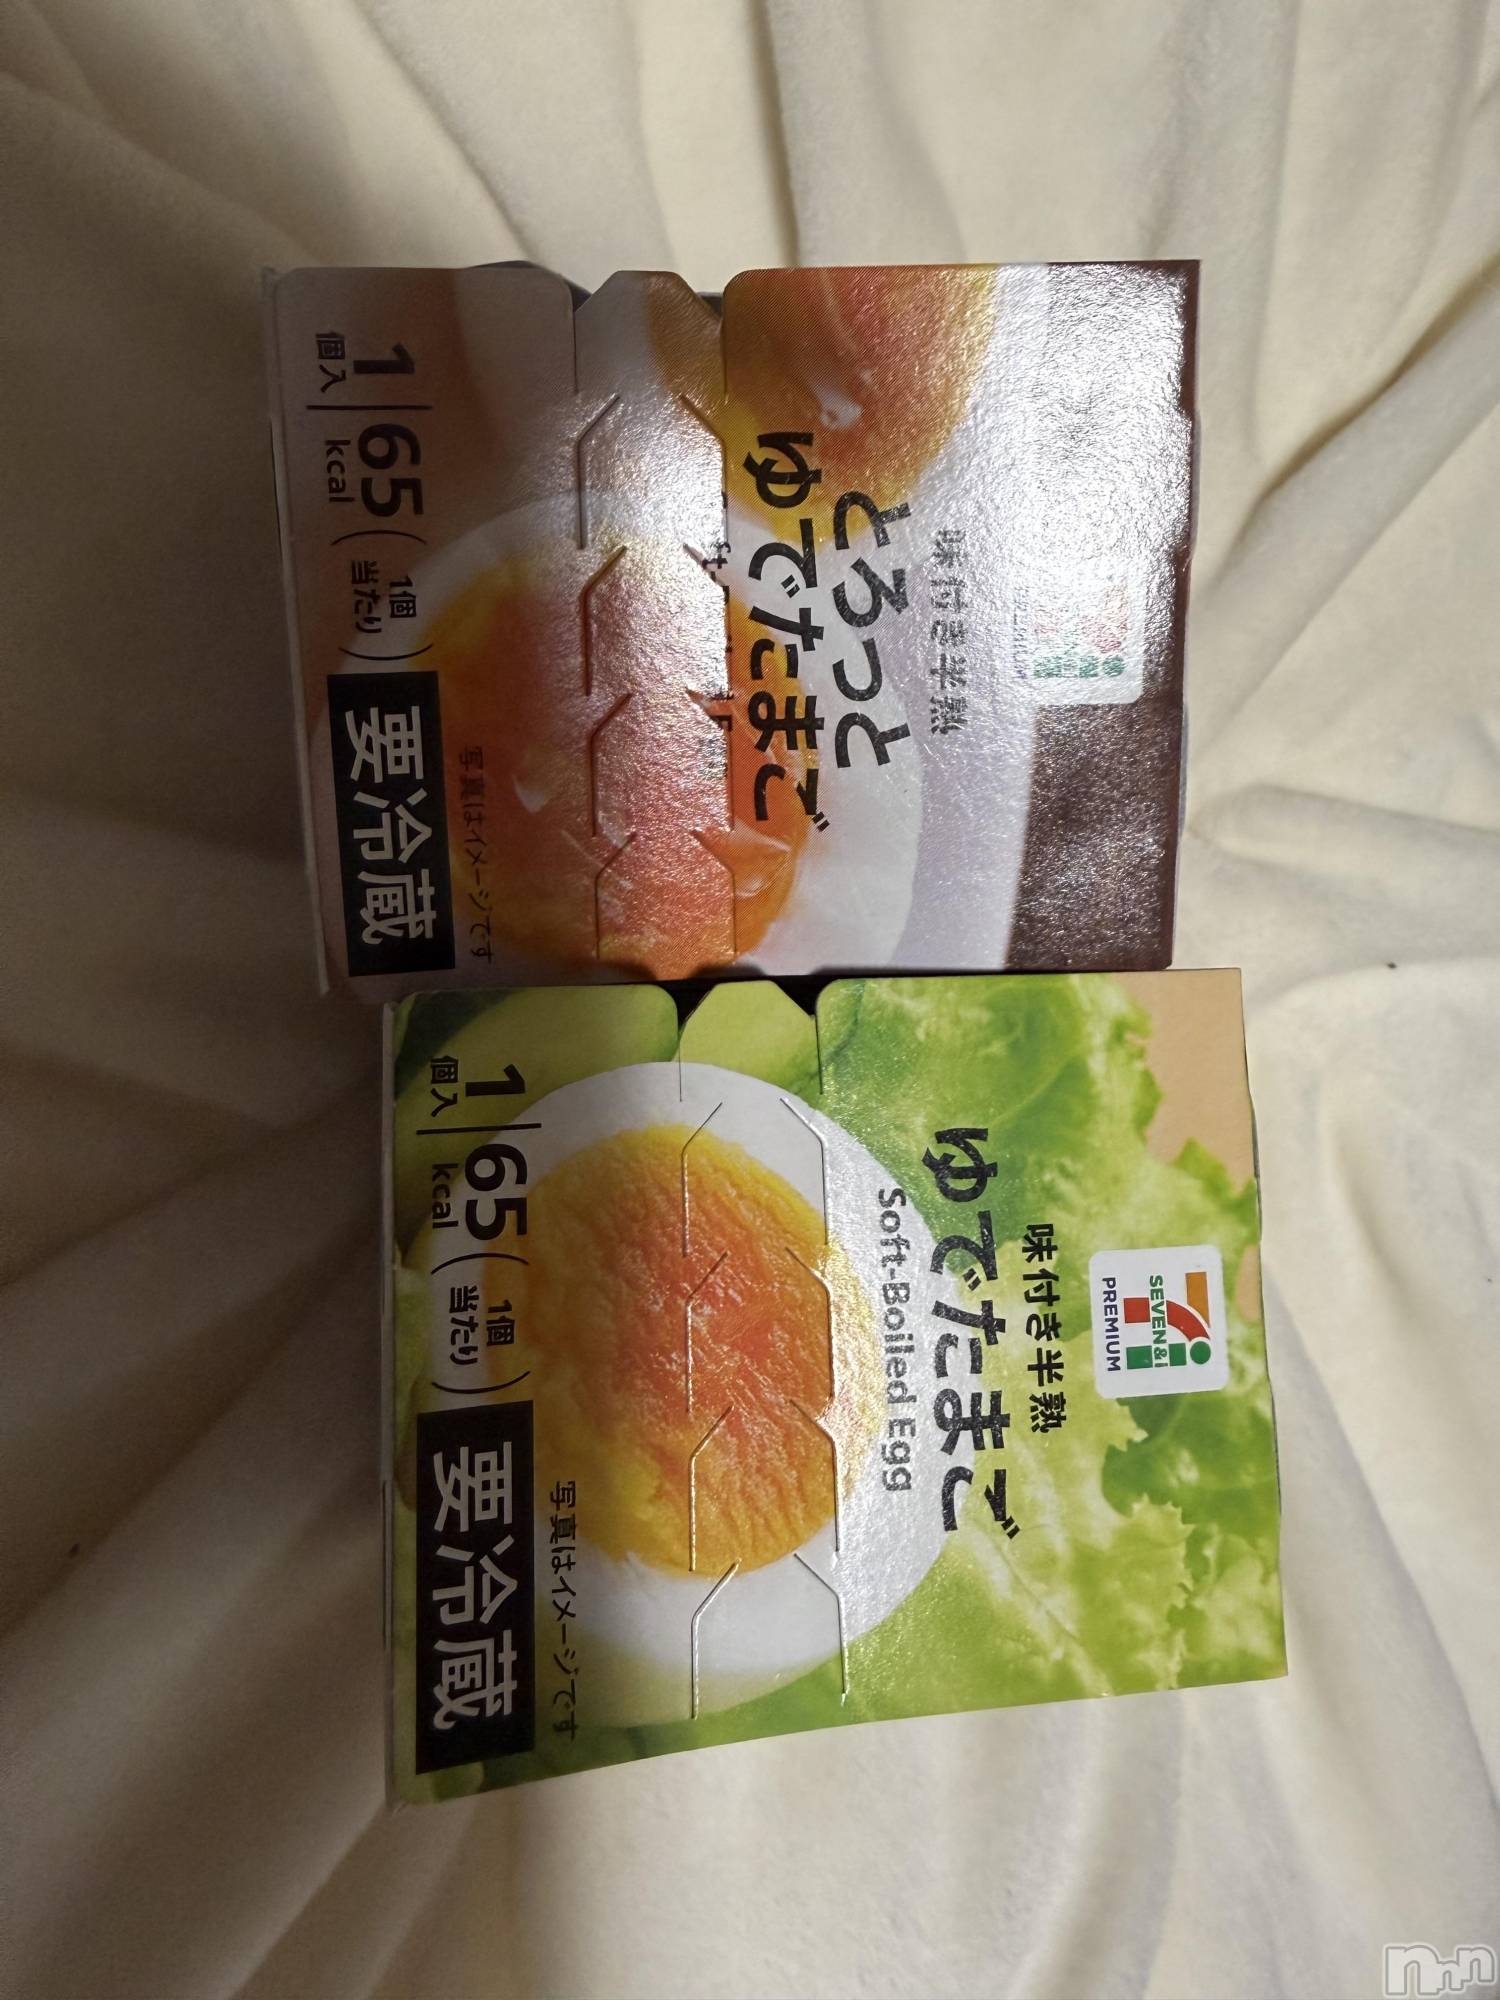 SEVEN&i
PREMIUM
味付き半熟
ゆでたまご
Soft-Boiled Egg
写真はイメージです
1
個入
65
kcal
(1個
当たり)
要冷蔵
味付き半熟
とろっと
ゆでたまご
写真はイメージです
1
個入
65
kcal
(1個
当たり)
要冷蔵